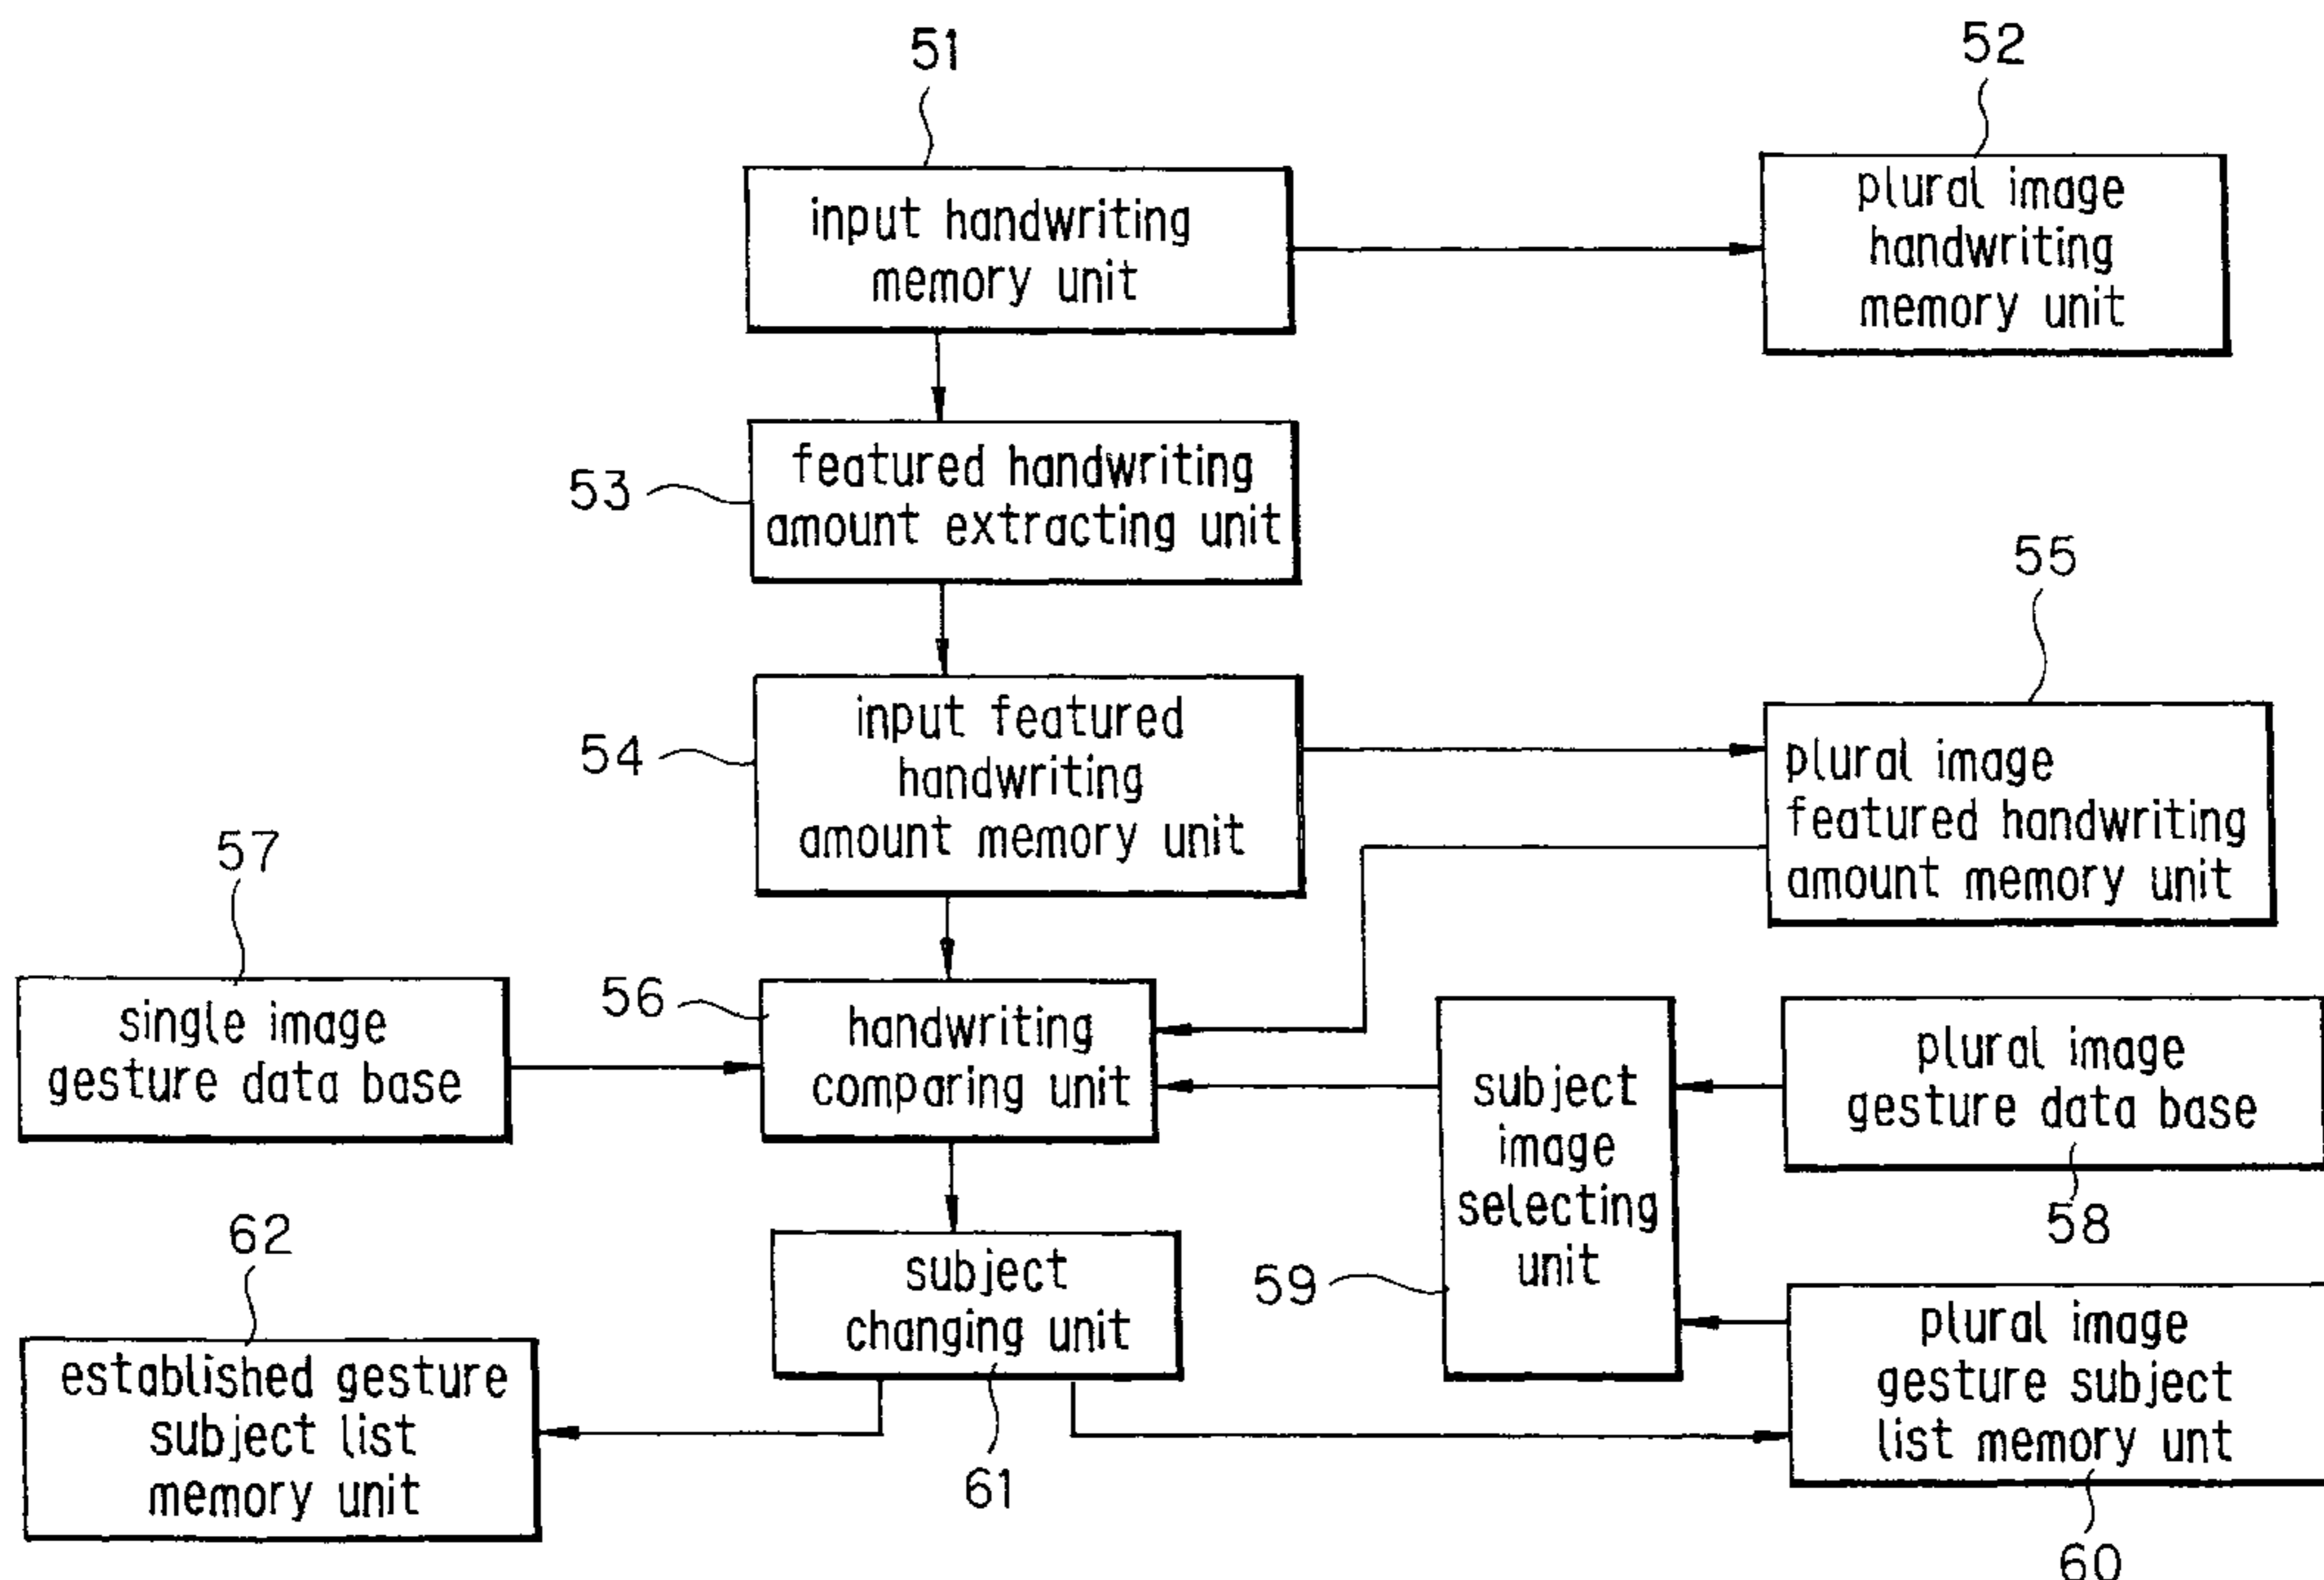 51
52
input handwriting
memory unit
plural image
handwriting
memory unit
53
featured handwriting
amount extracting unit
55
54
input featured
handwriting
amount memory unit
plural image
featured handwriting
amount memory unit
57
single image
gesture data base
56
handwriting
comparing unit
subject
image
selecting
unit
59
plural image
gesture data base
58
62
established gesture
subject list
memory unit
subject
changing unit
61
plural image
gesture subject
list memory unt
60